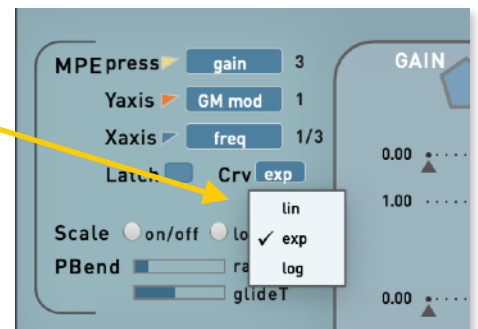 MPE press gain 3
Yaxis GM mod 1
Xaxis freq 1/3
Latch Crv exp
lin
✓ exp
log
Scale on/off lo
PBend ra
glideT
GAIN
0.00
1.00
0.00